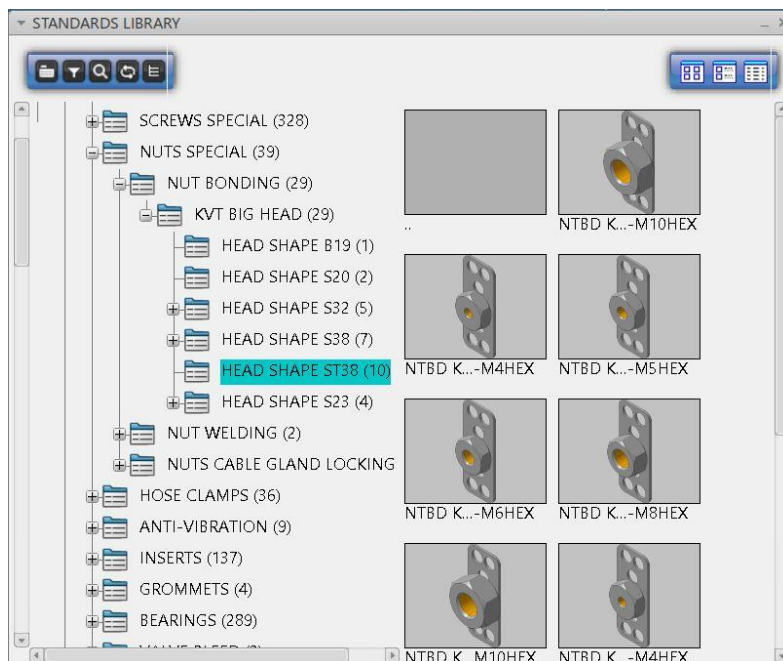 STANDARDS LIBRARY
SCREWS SPECIAL (328)
NUTS SPECIAL (39)
NUT BONDING (29)
KVT BIG HEAD (29)
HEAD SHAPE B19 (1)
HEAD SHAPE S20 (2)
HEAD SHAPE S32 (5)
HEAD SHAPE S38 (7)
HEAD SHAPE ST38 (10)
HEAD SHAPE S23 (4)
NUT WELDING (2)
NUTS CABLE GLAND LOCKING
HOSE CLAMPS (36)
ANTI-VIBRATION (9)
INSERTS (137)
GROMMETS (4)
BEARINGS (289)
..
NTBD K...-M10HEX
NTBD K...-M4HEX
NTBD K...-M5HEX
NTBD K...-M6HEX
NTBD K...-M8HEX
NTBD K...M10HEX
NTBD K...-M4HEX